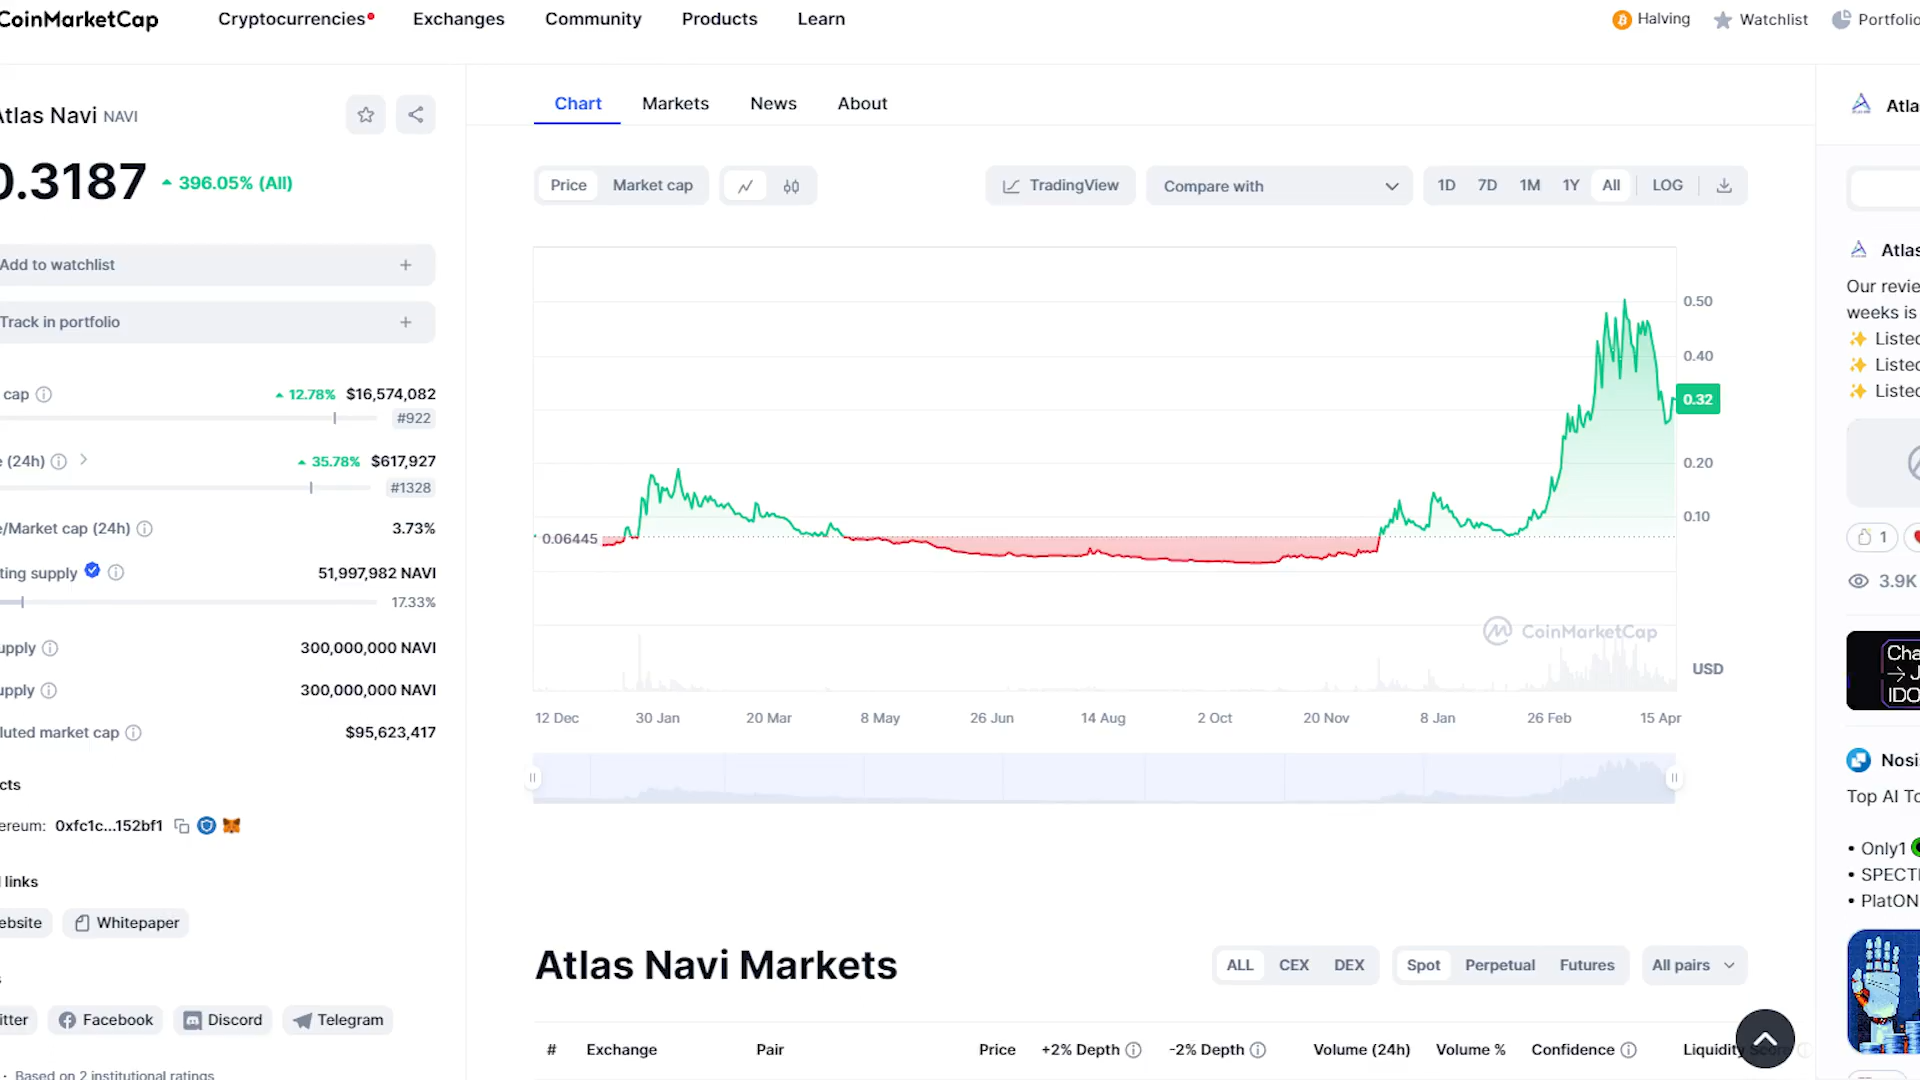 CoinMarketCap Cryptocurrencies Exchanges Community Products Learn Halving Watchlist Portfolio
Atlas Navi NAVI
0.3187 396.05% (All)
Add to watchlist
Track in portfolio
cap 12.78% $16,574,082
#922
(24h) 35.78% $617,927
#1328
e/Market cap (24h) 3.73%
ting supply 51,997,982 NAVI
17.33%
upply 300,000,000 NAVI
upply 300,000,000 NAVI
luted market cap $95,623,417
cts
ereum: 0xfc1c...152bf1
links
ebsite Whitepaper
itter Facebook Discord Telegram
· Based on 2 institutional ratings
Chart Markets News About
Price Market cap TradingView Compare with 1D 7D 1M 1Y All LOG
0.50
0.40
0.32
0.20
0.10
0.06445
CoinMarketCap
USD
12 Dec 30 Jan 20 Mar 8 May 26 Jun 14 Aug 2 Oct 20 Nov 8 Jan 26 Feb 15 Apr
Atlas Navi Markets ALL CEX DEX Spot Perpetual Futures All pairs
# Exchange Pair Price +2% Depth -2% Depth Volume (24h) Volume % Confidence Liquidity Score
Atla
Atlas
Our revie
weeks is
✨ Listed
✨ Listed
✨ Listed
1
3.9K
Cha
→ J
IDO
Nosi
Top AI To
• Only1
• SPECT
• PlatON